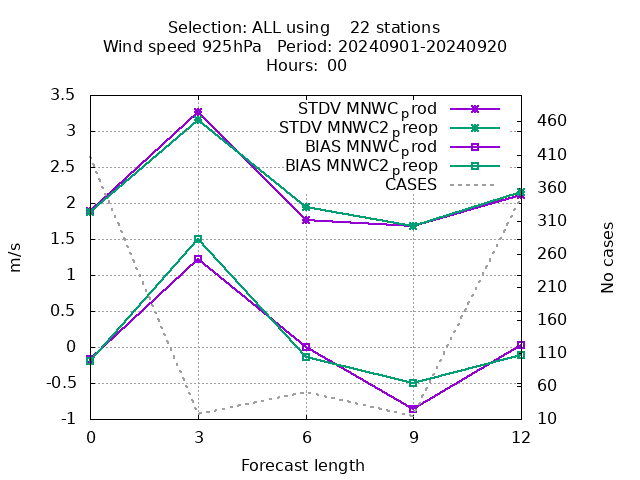 Selection: ALL using    22 stations
Wind speed 925hPa   Period: 20240901-20240920
Hours:  00
STDV MNWC_prod
STDV MNWC2_preop
BIAS MNWC_prod
BIAS MNWC2_preop
CASES
3.5
3
2.5
2
1.5
1
0.5
0
-0.5
-1
m/s
460
410
360
310
260
210
160
110
60
10
No cases
0 3 6 9 12
Forecast length